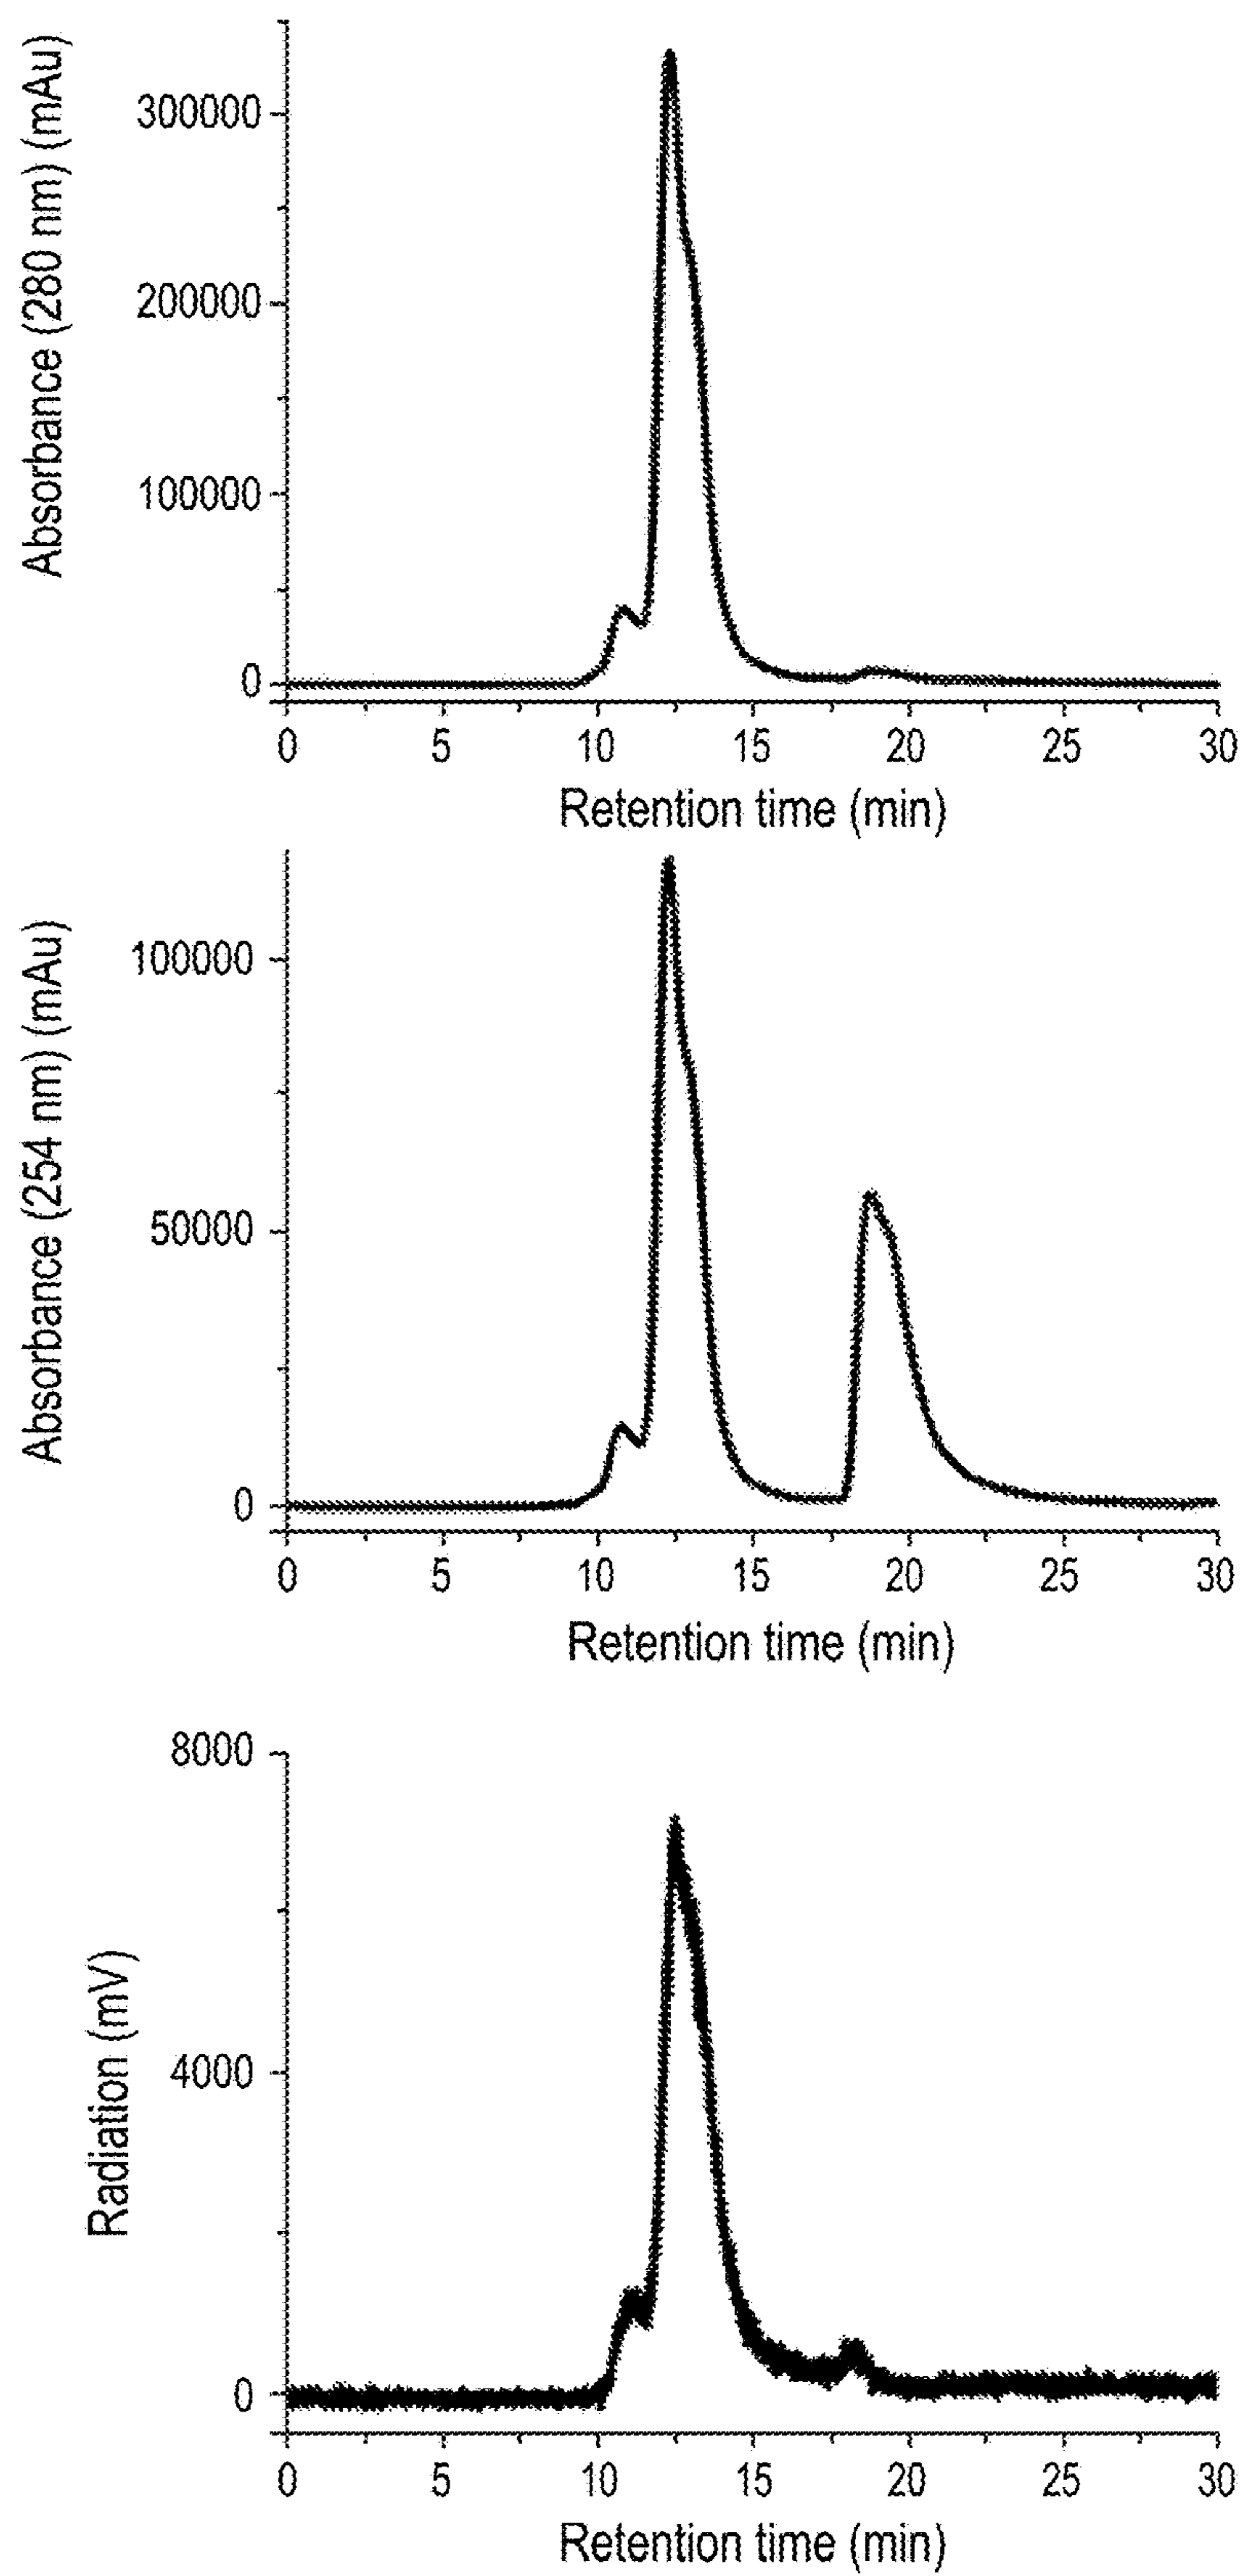 Absorbance (280 nm) (mAu)
300000
200000
100000
0
0 5 10 15 20 25 30
Retention time (min)
Absorbance (254 nm) (mAu)
100000
50000
0
0 5 10 15 20 25 30
Retention time (min)
Radiation (mV)
8000
4000
0
0 5 10 15 20 25 30
Retention time (min)